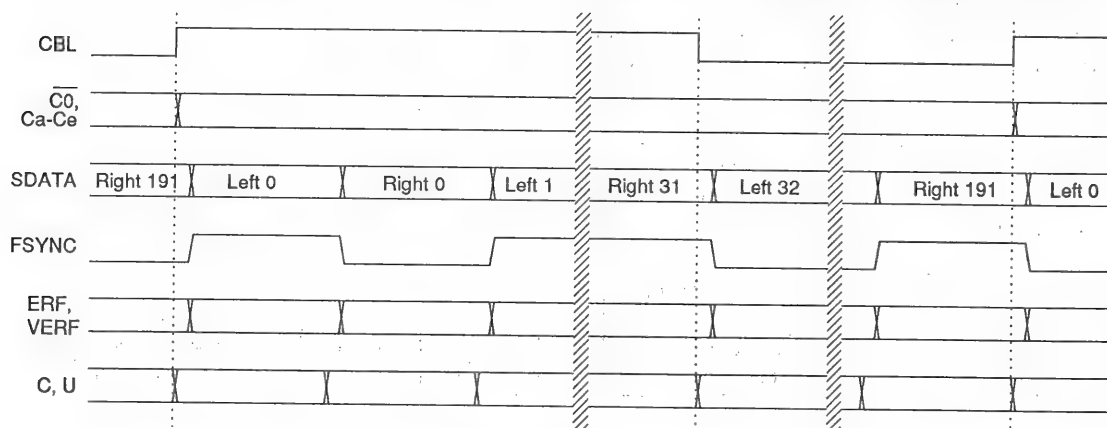 CBL
C0,
Ca-Ce
SDATA Right 191 Left 0 Right 0 Left 1 Right 31 Left 32 Right 191 Left 0
FSYNC
ERF,
VERF
C, U